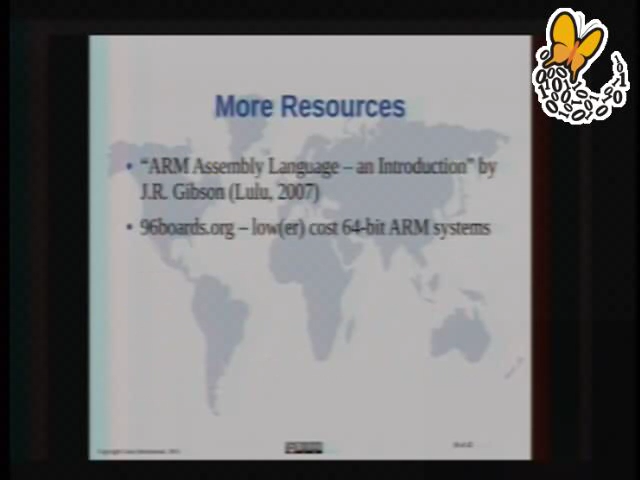 More Resources
• “ARM Assembly Language – an Introduction” by
J.R. Gibson (Lulu, 2007)
• 96boards.org – low(er) cost 64-bit ARM systems